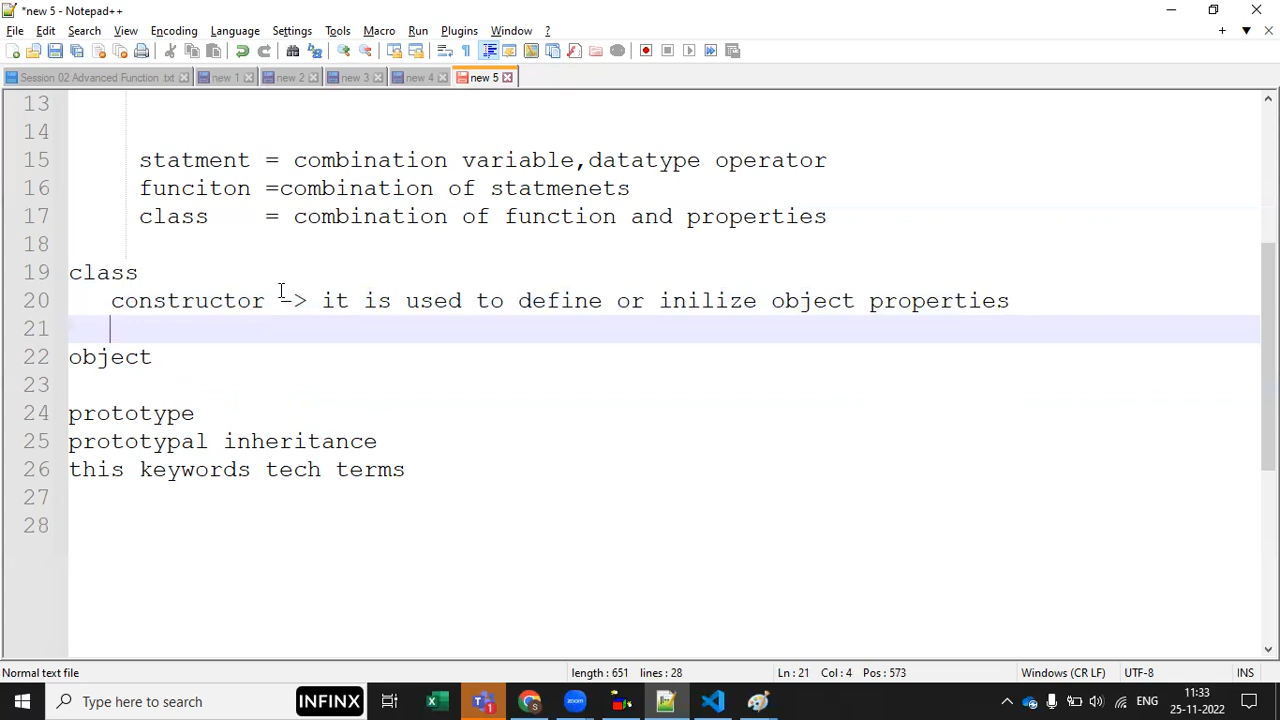 *new 5 - Notepad++
File Edit Search View Encoding Language Settings Tools Macro Run Plugins Window ?
Session 02 Advanced Function .txt new 1 new 2 new 3 new 4 new 5
13
14
15 statment = combination variable,datatype operator
16 funciton =combination of statmenets
17 class = combination of function and properties
18
19 class
20 constructor -> it is used to define or inilize object properties
21
22 object
23
24 prototype
25 prototypal inheritance
26 this keywords tech terms
27
28
Normal text file length : 651 lines : 28 Ln : 21 Col : 4 Pos : 573 Windows (CR LF) UTF-8 INS
Type here to search INFINX 1 zoom ENG 11:33
25-11-2022